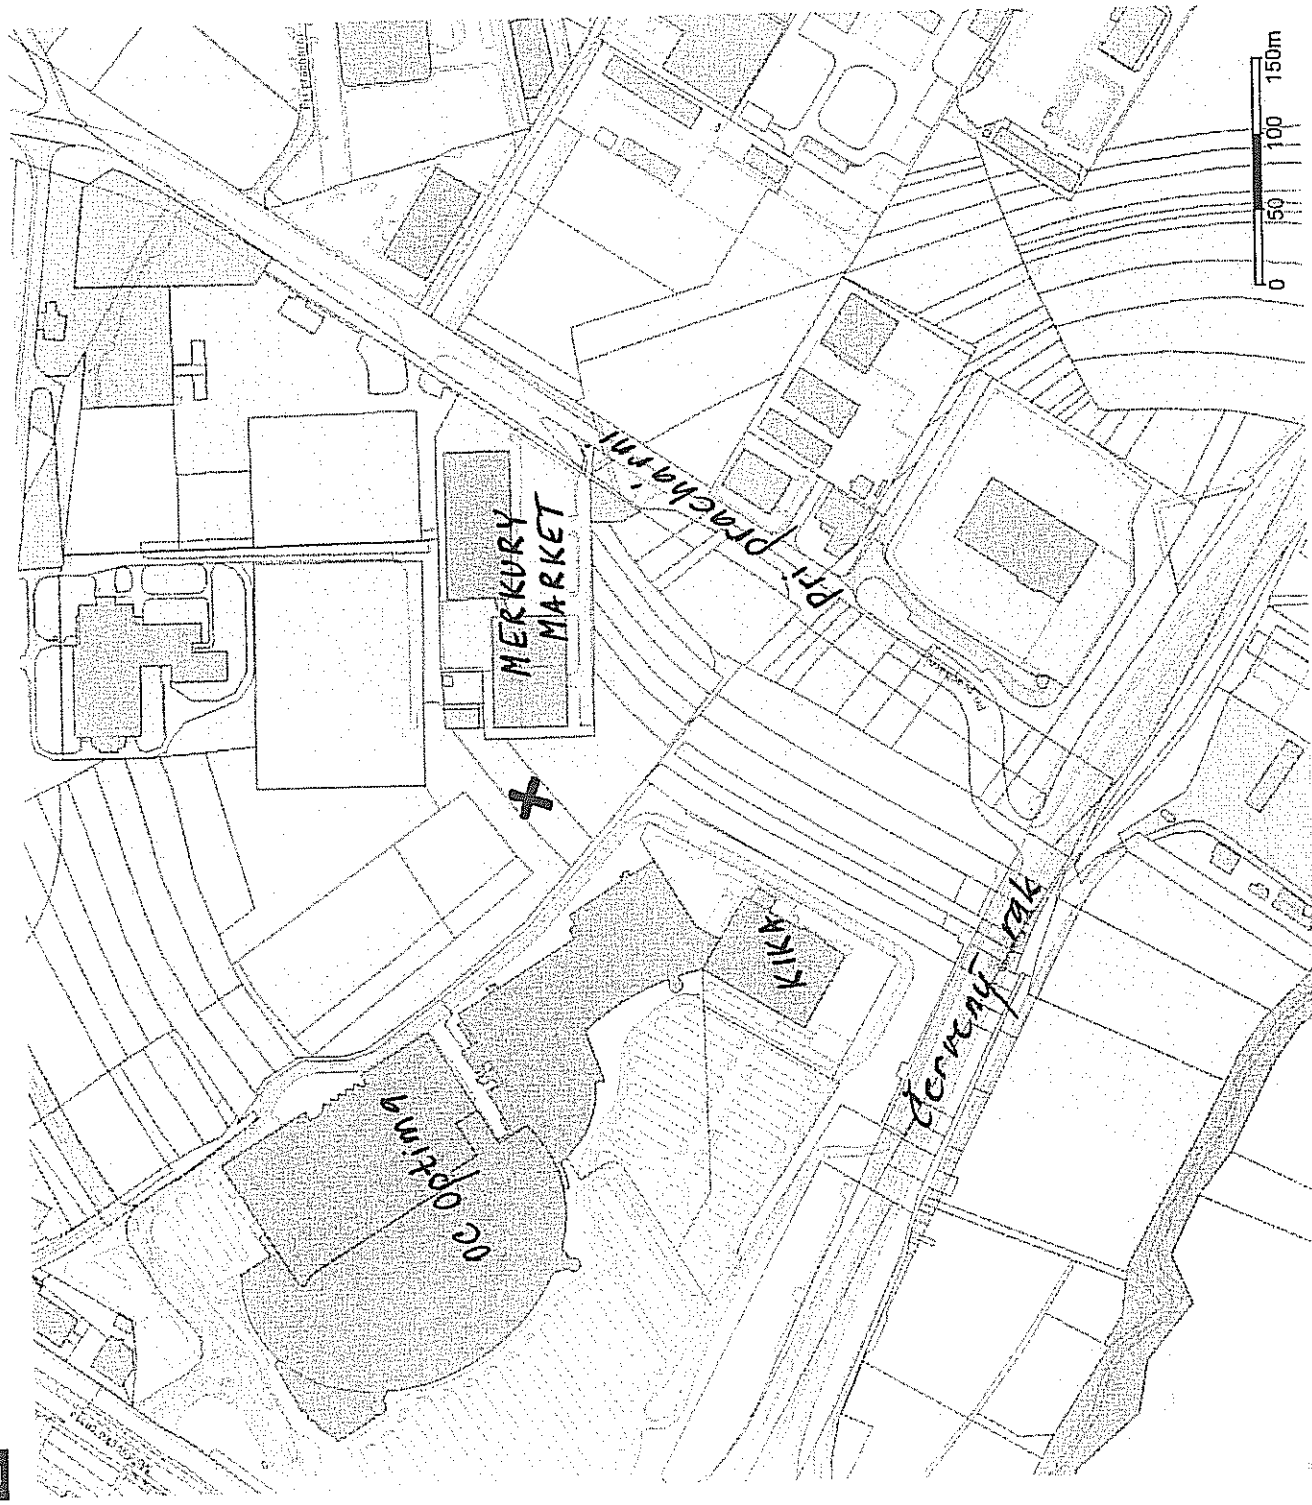 MERKURY
MARKET
Pri prachárni
OC Optima
KIKA
Červený rak
0 50 100 150m